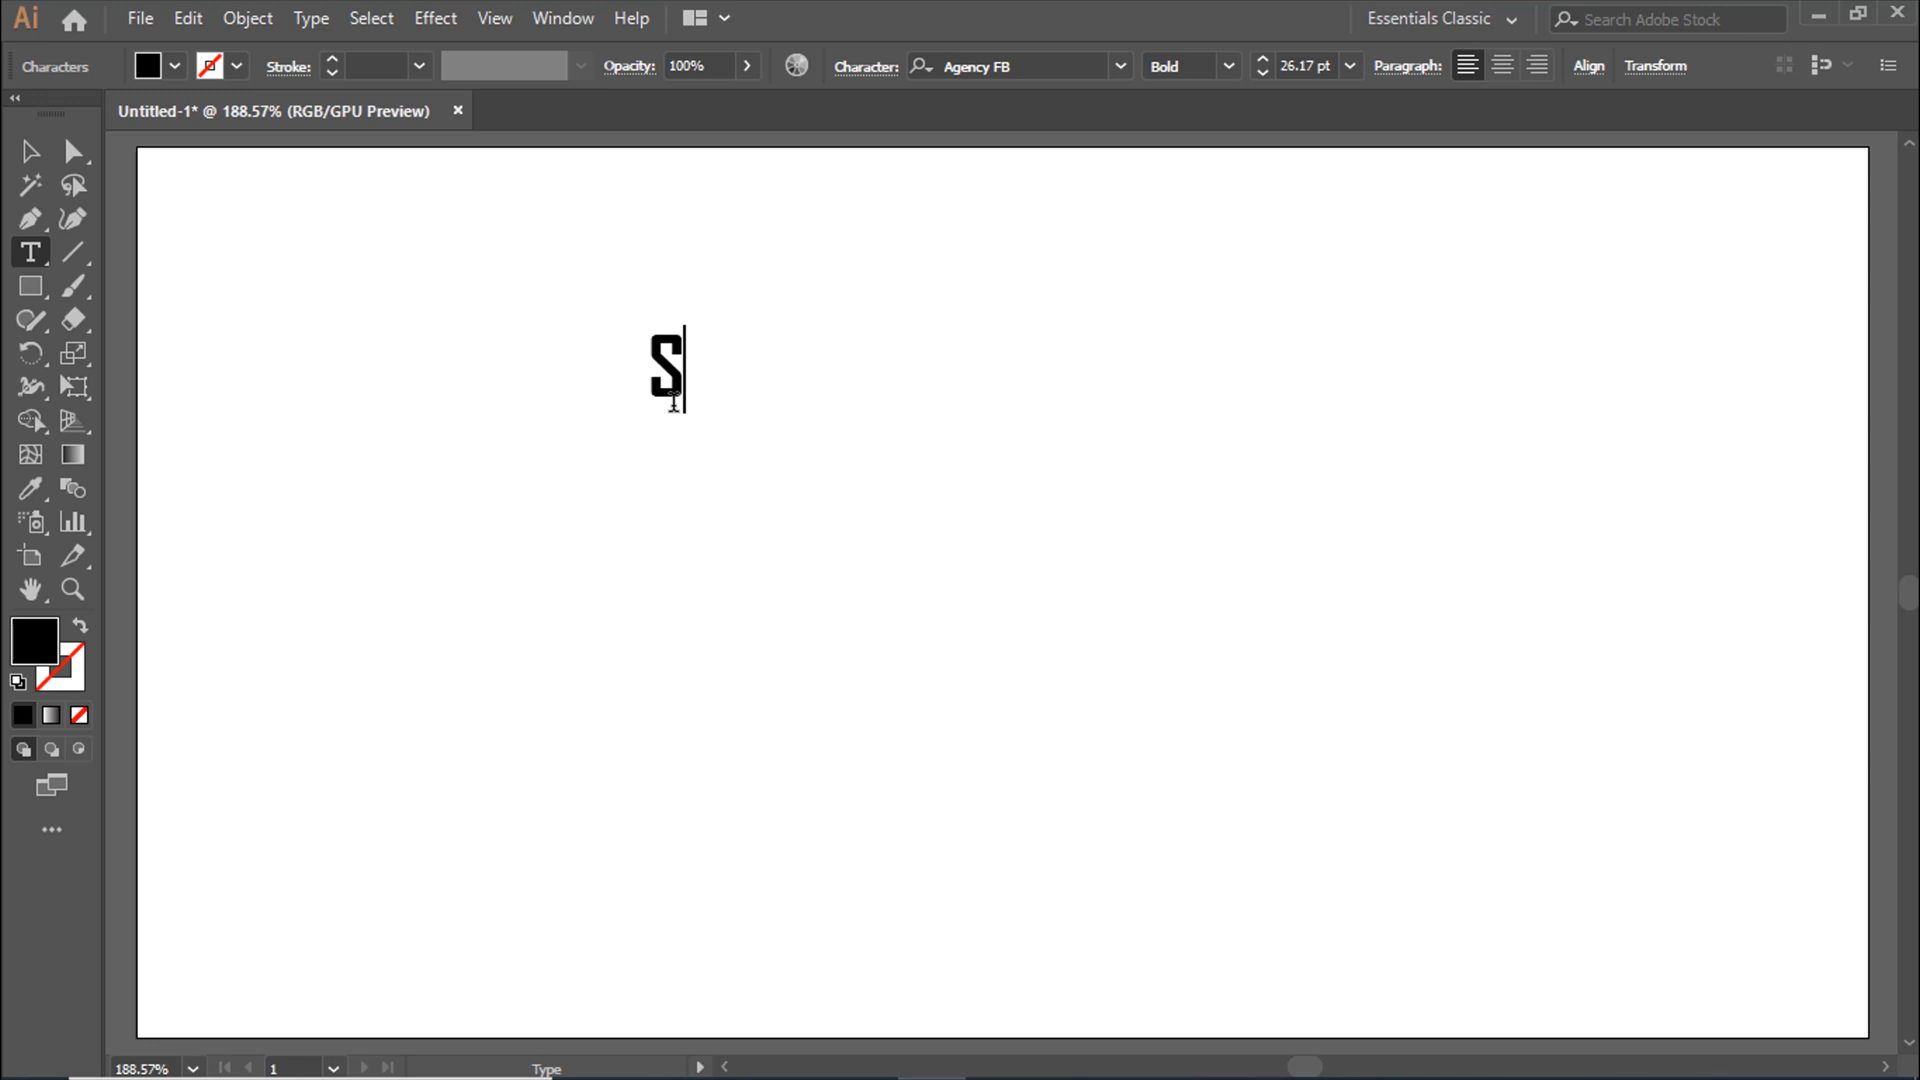 Ai File Edit Object Type Select Effect View Window Help Essentials Classic Search Adobe Stock
Characters Stroke: Opacity: 100% Character: Agency FB Bold 26.17 pt Paragraph: Align Transform
Untitled-1* @ 188.57% (RGB/GPU Preview)
S
188.57% 1 Type